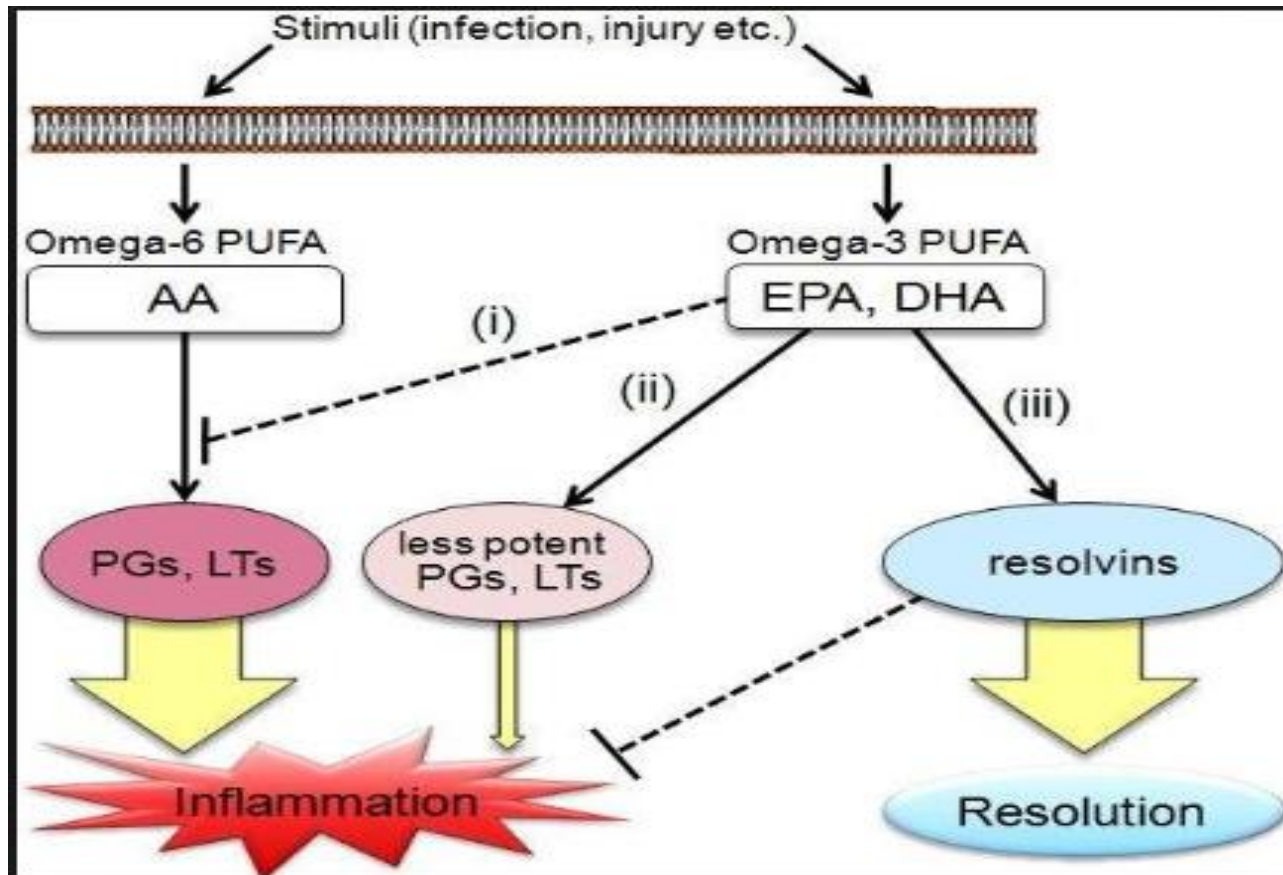 Stimuli (infection, injury etc.)
Omega-6 PUFA
Omega-3 PUFA
AA
EPA, DHA
(i)
(ii)
(iii)
PGs, LTs
less potent
PGs, LTs
resolvins
Inflammation
Resolution